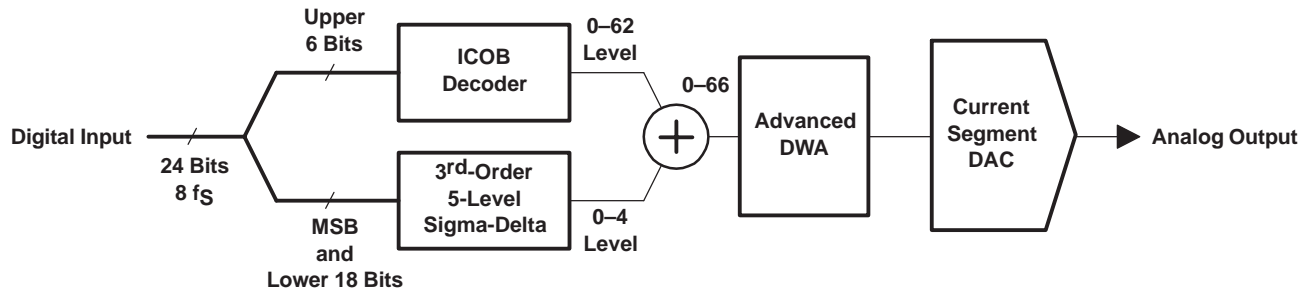 Digital Input
24 Bits
8 fS
Upper
6 Bits
ICOB
Decoder
0–62
Level
MSB
and
Lower 18 Bits
3rd-Order
5-Level
Sigma-Delta
0–4
Level
+
0–66
Advanced
DWA
Current
Segment
DAC
Analog Output